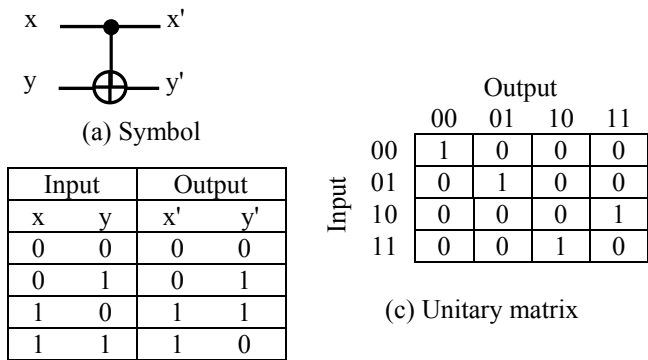 x x'
y y'
(a) Symbol
Input Output
x y x' y'
0 0 0 0
0 1 0 1
1 0 1 1
1 1 1 0
Output
00 01 10 11
Input
00 1 0 0 0
01 0 1 0 0
10 0 0 0 1
11 0 0 1 0
(c) Unitary matrix